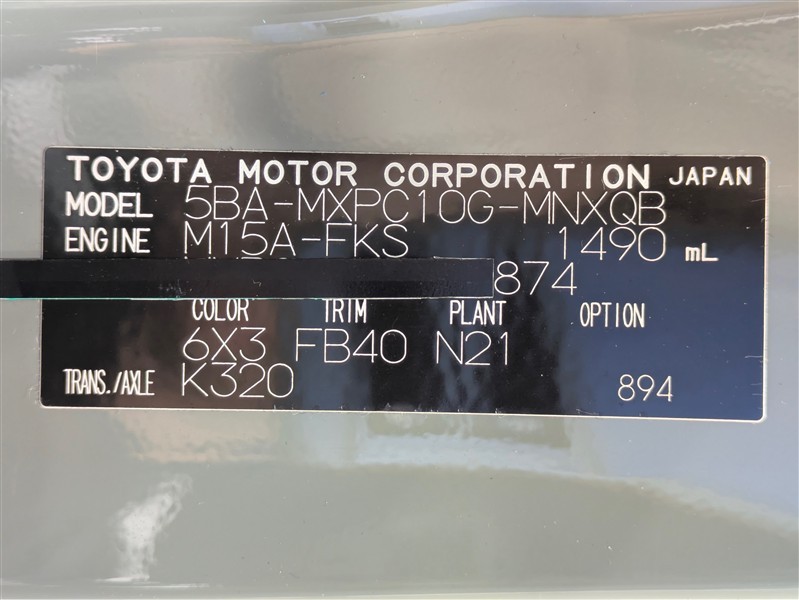 TOYOTA MOTOR CORPORATION JAPAN
MODEL 5BA-MXPC10G-MNXQB
ENGINE M15A-FKS 1490 mL
874
COLOR TRIM PLANT OPTION
6X3 FB40 N21
TRANS./AXLE K320 894